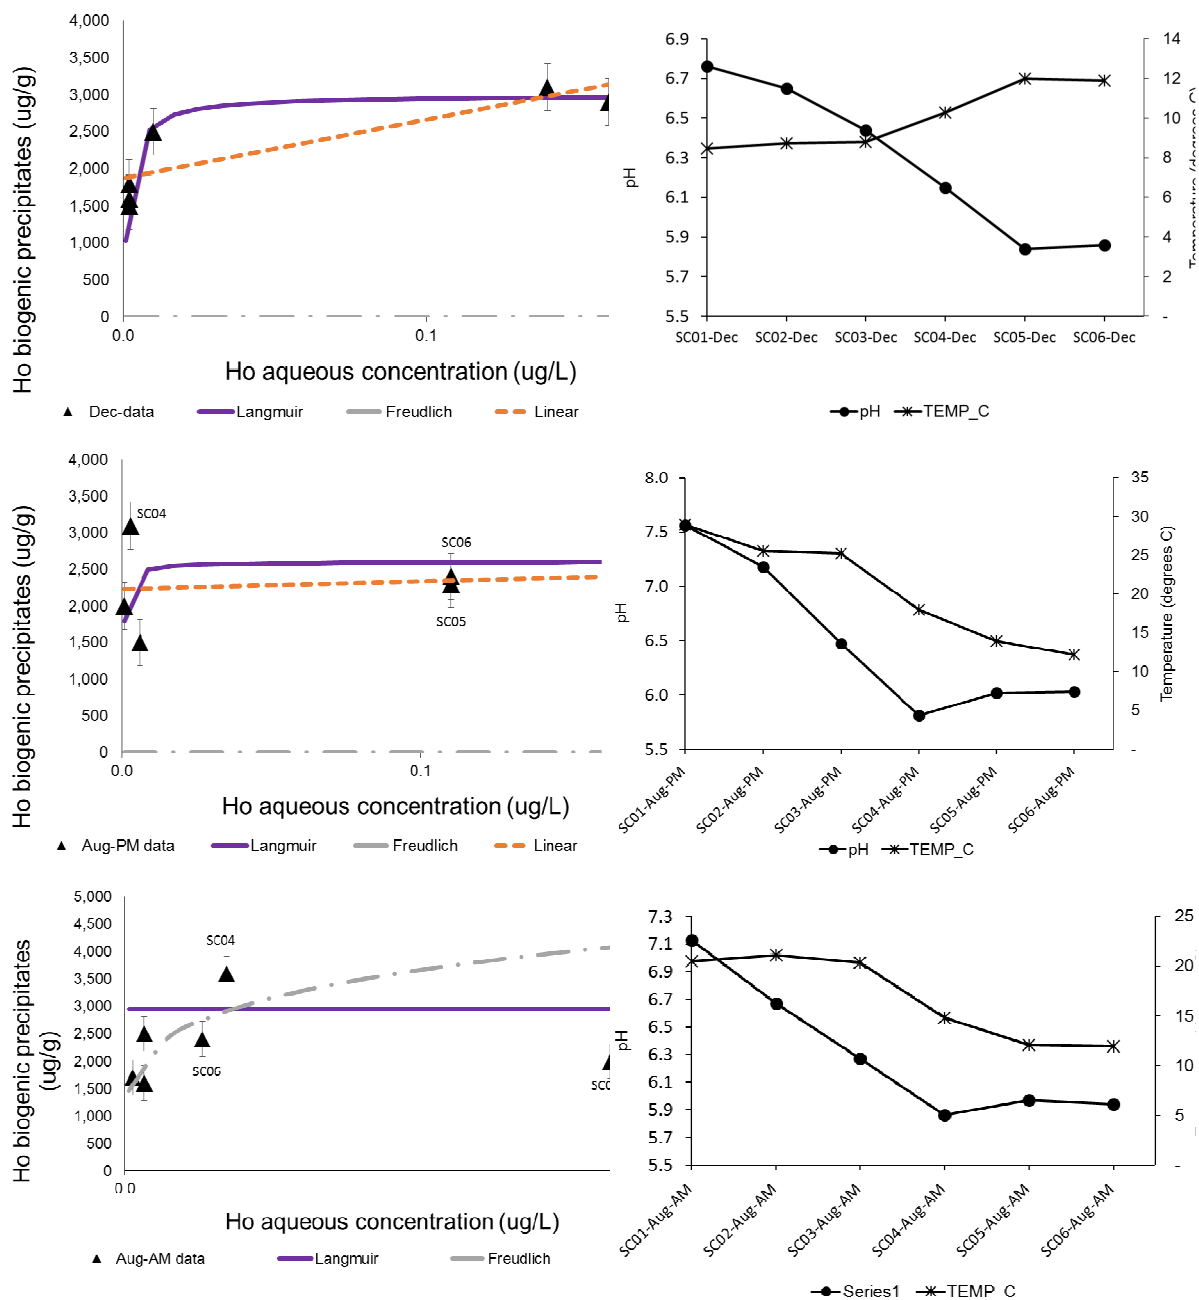 Ho biogenic precipitates (ug/g)
4,000
3,500
3,000
2,500
2,000
1,500
1,000
500
0
0.0
0.1
Ho aqueous concentration (ug/L)
Dec-data
Langmuir
Freudlich
Linear
pH
6.9
6.7
6.5
6.3
6.1
5.9
5.7
5.5
14
12
10
8
6
4
2
-
Temperature (degrees C)
SC01-Dec
SC02-Dec
SC03-Dec
SC04-Dec
SC05-Dec
SC06-Dec
pH
TEMP_C
Ho biogenic precipitates (ug/g)
4,000
3,500
3,000
2,500
2,000
1,500
1,000
500
0
SC04
SC06
SC05
0.0
0.1
Ho aqueous concentration (ug/L)
Aug-PM data
Langmuir
Freudlich
Linear
pH
8.0
7.5
7.0
6.5
6.0
5.5
35
30
25
20
15
10
5
-
Temperature (degrees C)
SC01-Aug-PM
SC02-Aug-PM
SC03-Aug-PM
SC04-Aug-PM
SC05-Aug-PM
SC06-Aug-PM
pH
TEMP_C
Ho biogenic precipitates
(ug/g)
5,000
4,500
4,000
3,500
3,000
2,500
2,000
1,500
1,000
500
0
SC04
SC06
0.0
Ho aqueous concentration (ug/L)
Aug-AM data
Langmuir
Freudlich
pH
7.3
7.1
6.9
6.7
6.5
6.3
6.1
5.9
5.7
5.5
25
20
15
10
5
-
SC01-Aug-AM
SC02-Aug-AM
SC03-Aug-AM
SC04-Aug-AM
SC05-Aug-AM
SC06-Aug-AM
Series1
TEMP_C